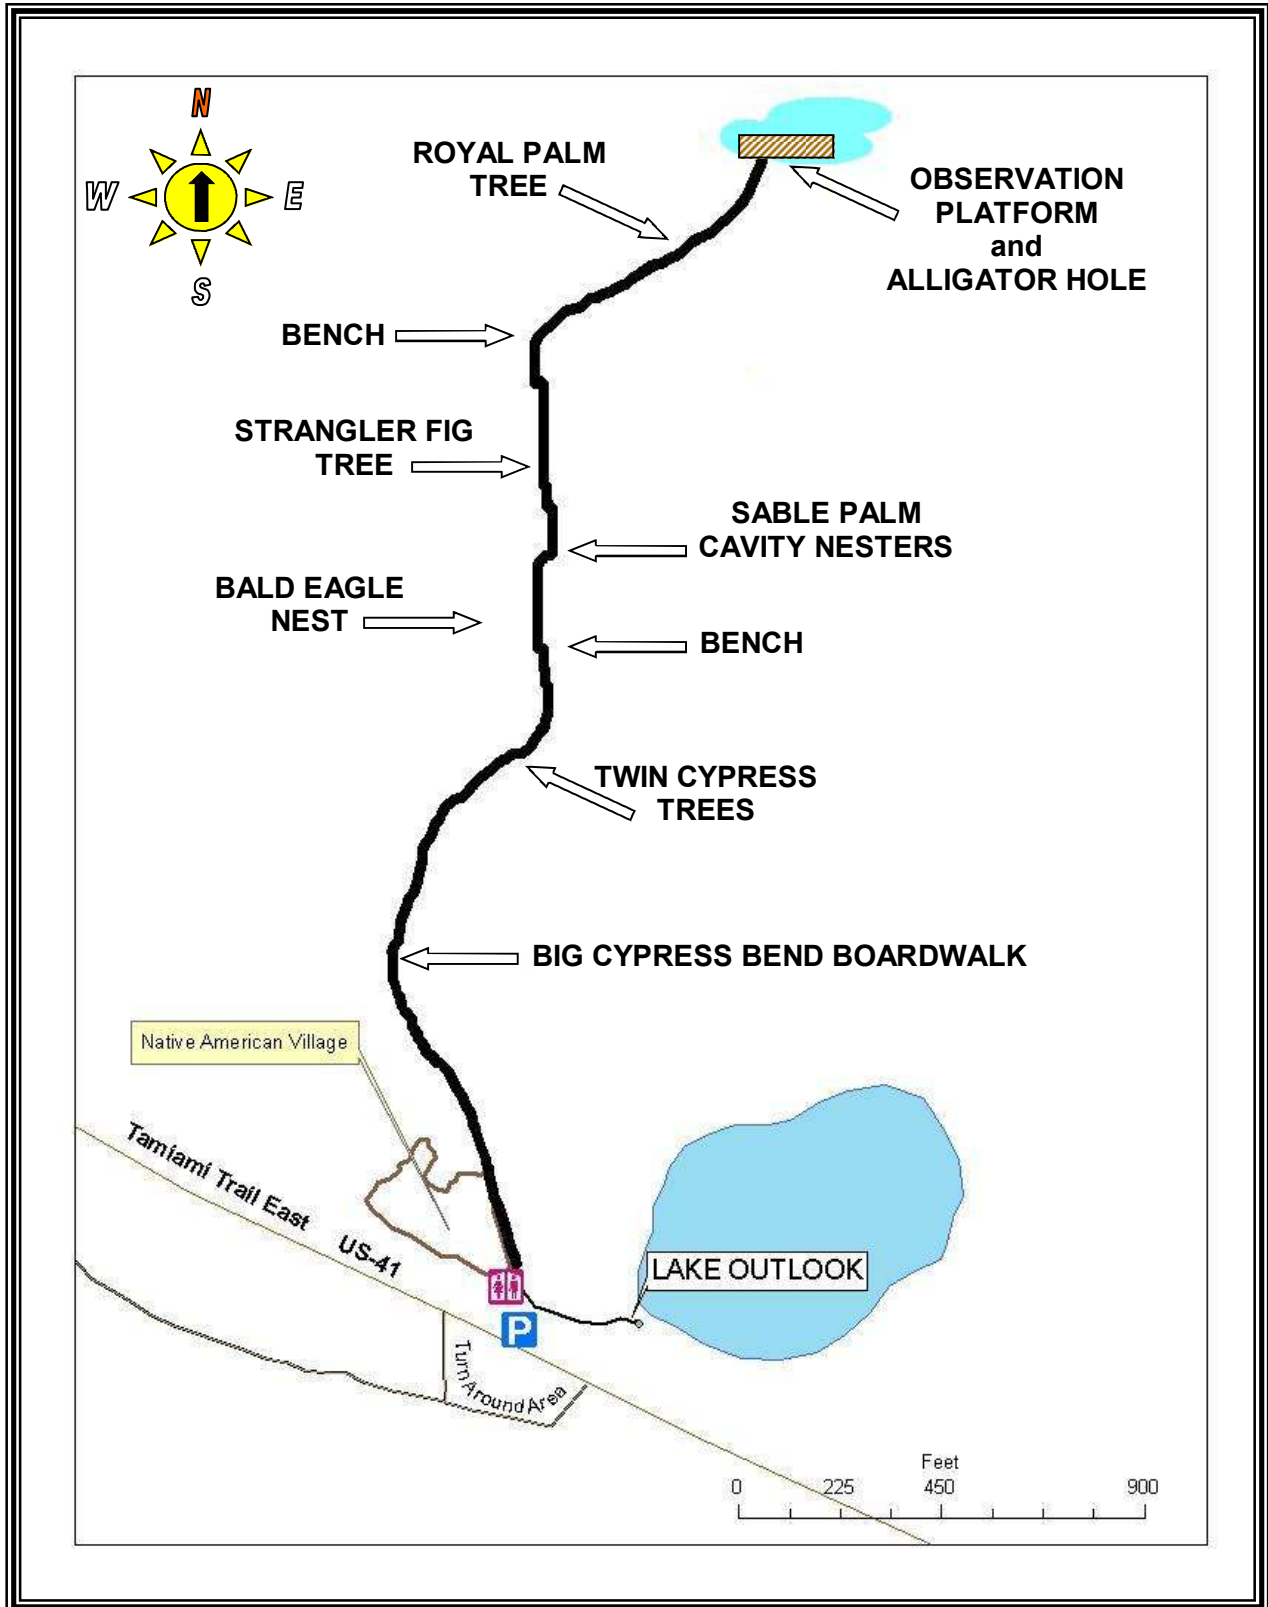 N
W
E
S
ROYAL PALM
TREE
OBSERVATION
PLATFORM
and
ALLIGATOR HOLE
BENCH
STRANGLER FIG
TREE
SABLE PALM
CAVITY NESTERS
BALD EAGLE
NEST
BENCH
TWIN CYPRESS
TREES
BIG CYPRESS BEND BOARDWALK
Native American Village
Tamiami Trail East
US-41
LAKE OUTLOOK
P
Turn Around Area
Feet
0 225 450 900